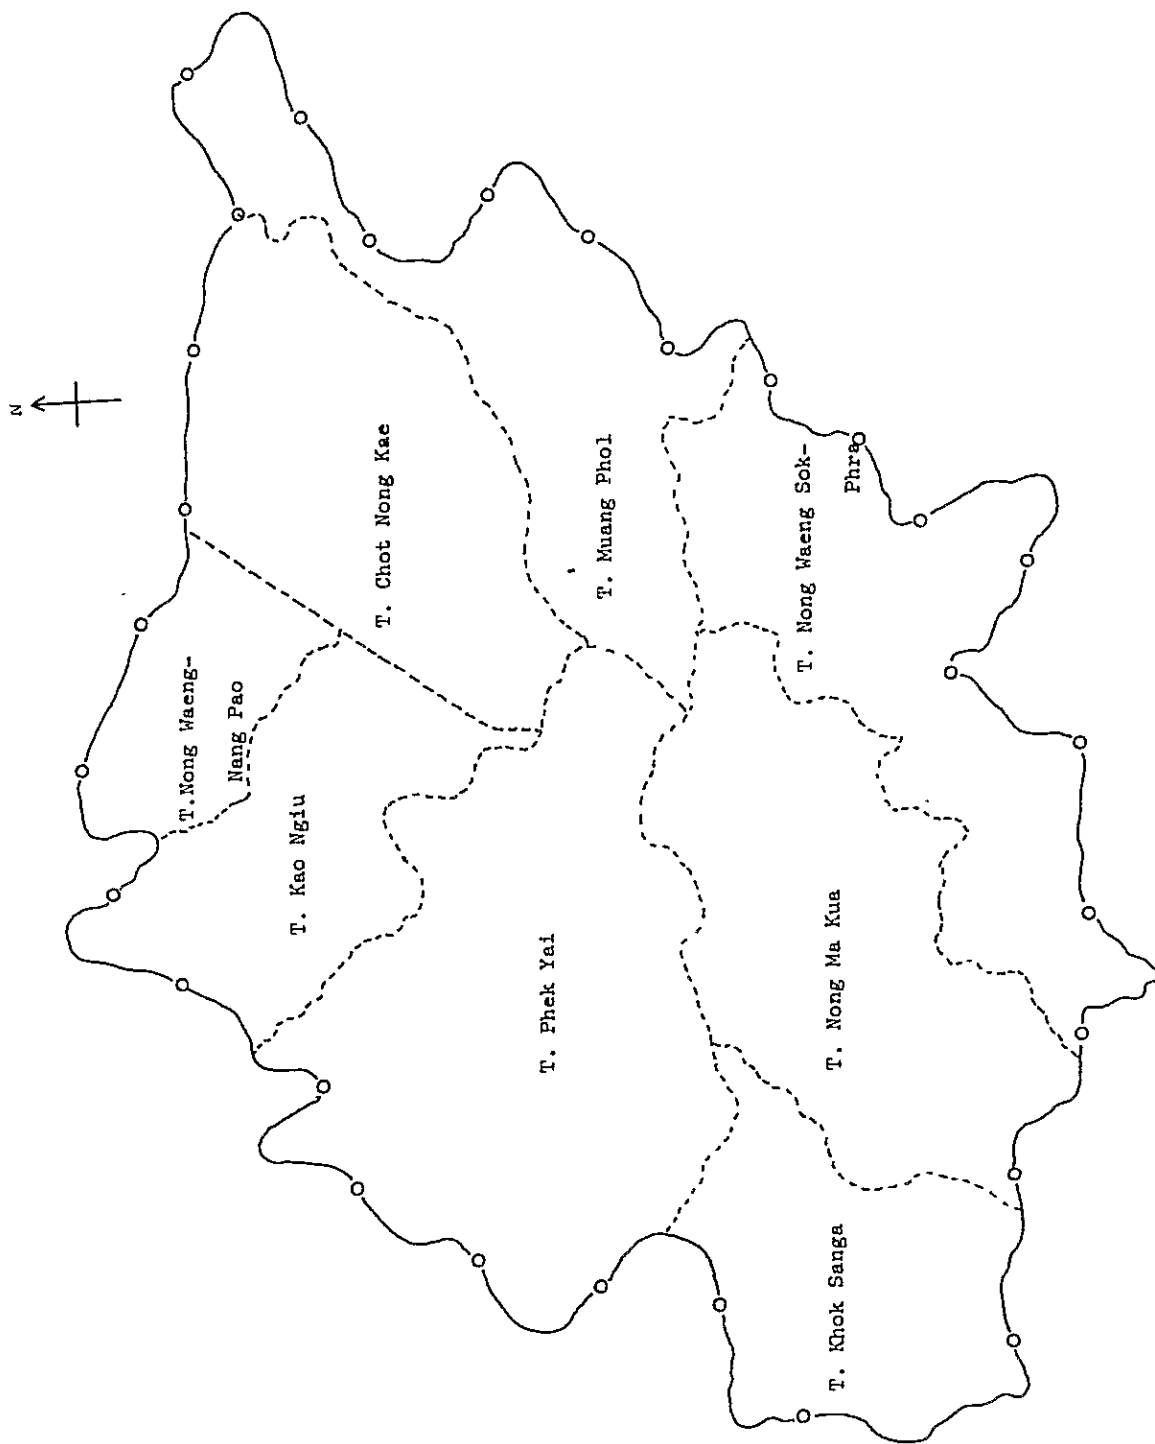 N
T.Nong Waeng-
Nang Pao
T. Chot Nong Kae
T. Kao Ngiu
T. Muang Phol
T. Phek Yai
T. Nong Waeng Sok-
Phra
T. Nong Ma Kua
T. Khok Sanga